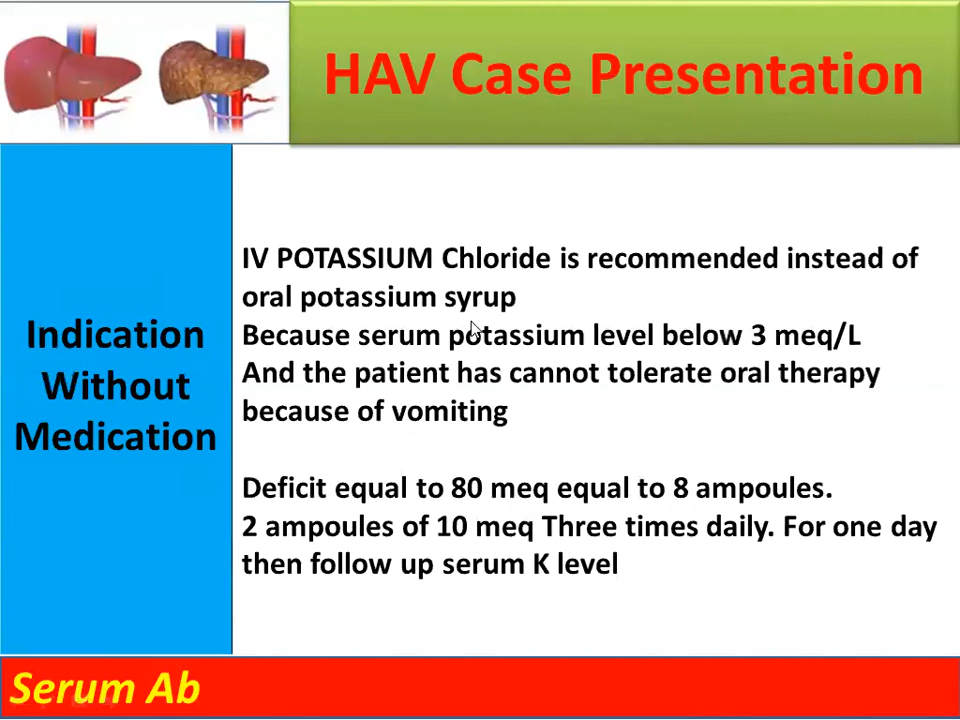 HAV Case Presentation
Indication
Without
Medication
IV POTASSIUM Chloride is recommended instead of
oral potassium syrup
Because serum potassium level below 3 meq/L
And the patient has cannot tolerate oral therapy
because of vomiting
Deficit equal to 80 meq equal to 8 ampoules.
2 ampoules of 10 meq Three times daily. For one day
then follow up serum K level
Serum Ab